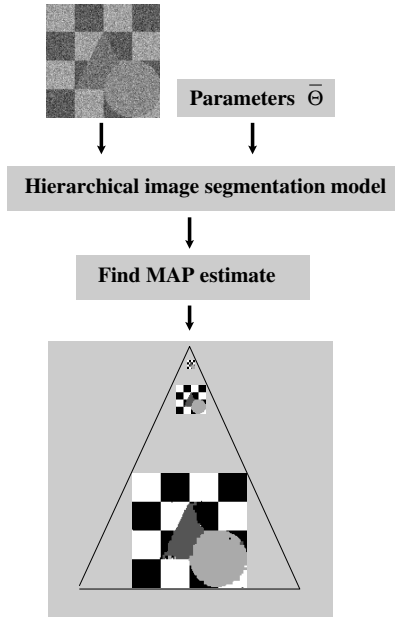 Parameters Θ̅
Hierarchical image segmentation model
Find MAP estimate